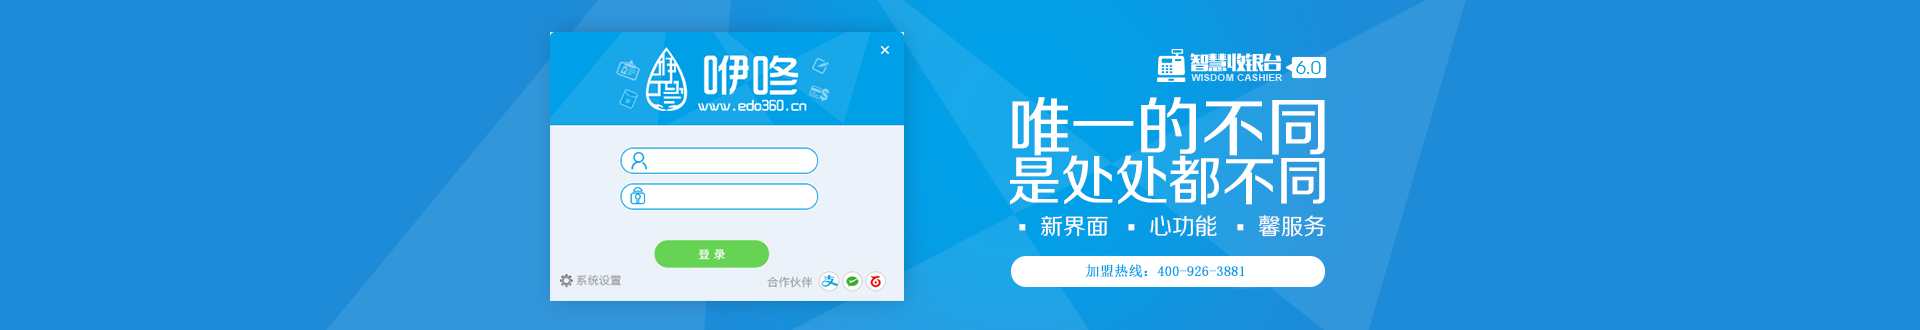 咿咚
www.edo360.cn
登 录
系统设置
合作伙伴
智慧收银台
WISDOM CASHIER
6.0
唯一的不同
是处处都不同
新界面
心功能
馨服务
加盟热线：400-926-3881